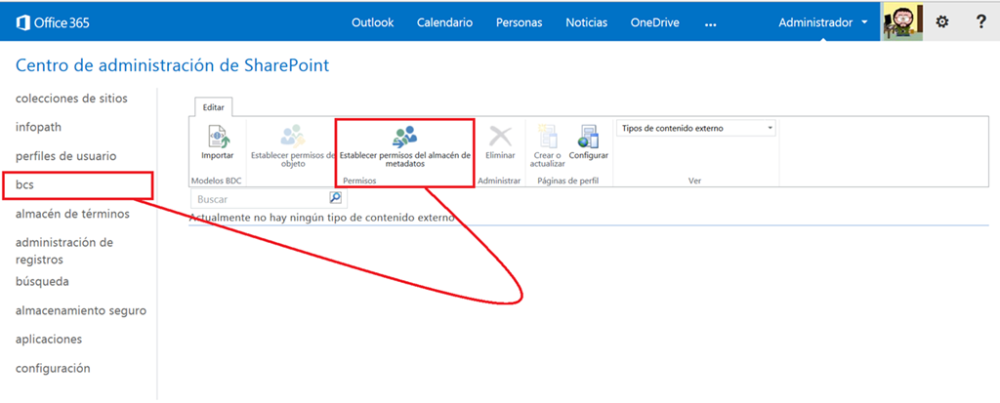 Office 365
Outlook Calendario Personas Noticias OneDrive ... Administrador ?
Centro de administración de SharePoint
colecciones de sitios
infopath
perfiles de usuario
bcs
almacén de términos
administración de
registros
búsqueda
almacenamiento seguro
aplicaciones
configuración
Editar
Importar
Modelos BDC
Establecer permisos de
objeto
Establecer permisos del almacén de
metadatos
Permisos
Eliminar
Administrar
Crear o
actualizar
Configurar
Páginas de perfil
Tipos de contenido externo
Ver
Buscar
Actualmente no hay ningún tipo de contenido externo